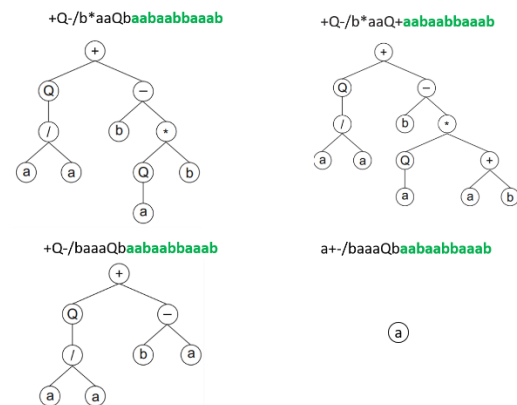 +Q-/b*aaQbaabaabbaaab
+
Q −
/ b *
a a Q b
a
+Q-/b*aaQ+aabaabbaaab
+
Q −
/ b *
a a Q +
a a b
+Q-/baaaQbaabaabbaaab
+
Q −
/ b a
a a
a+-/baaaQbaabaabbaaab
a